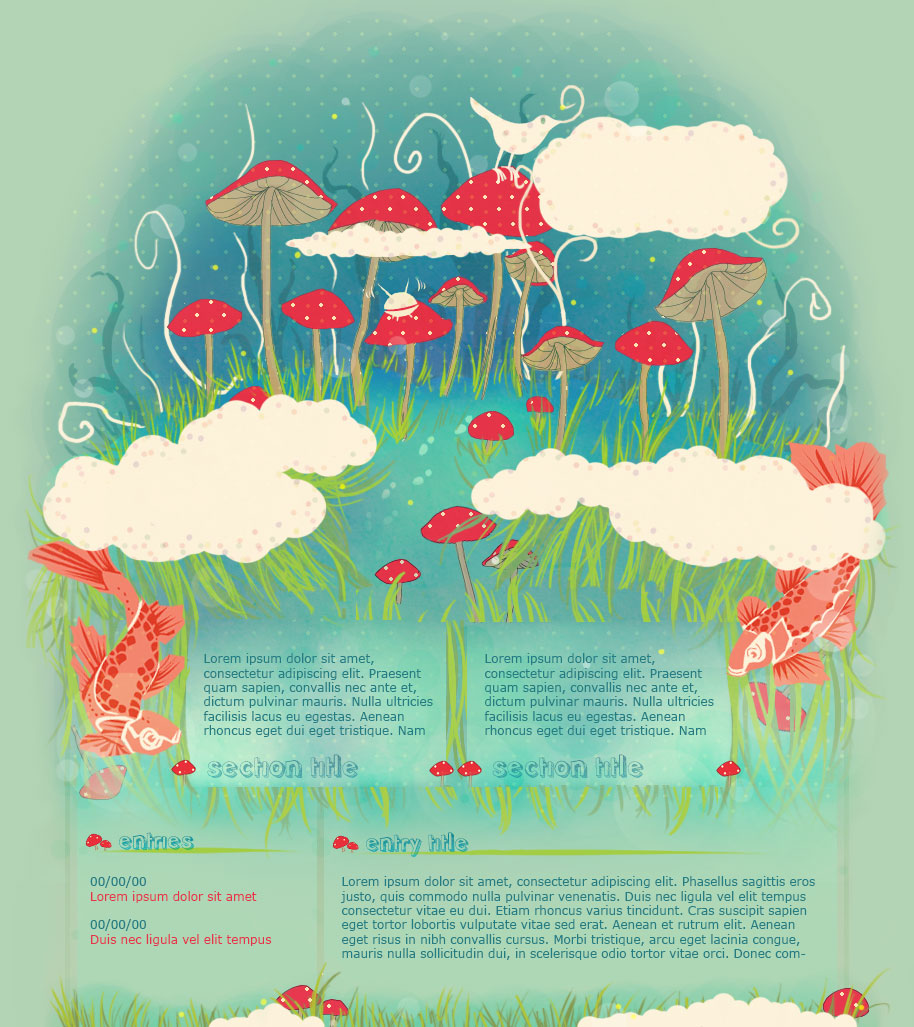 Lorem ipsum dolor sit amet,
consectetur adipiscing elit. Praesent
quam sapien, convallis nec ante et,
dictum pulvinar mauris. Nulla ultricies
facilisis lacus eu egestas. Aenean
rhoncus eget dui eget tristique. Nam
section title
Lorem ipsum dolor sit amet,
consectetur adipiscing elit. Praesent
quam sapien, convallis nec ante et,
dictum pulvinar mauris. Nulla ultricies
facilisis lacus eu egestas. Aenean
rhoncus eget dui eget tristique. Nam
section title
entries
00/00/00
Lorem ipsum dolor sit amet
00/00/00
Duis nec ligula vel elit tempus
entry title
Lorem ipsum dolor sit amet, consectetur adipiscing elit. Phasellus sagittis eros
justo, quis commodo nulla pulvinar venenatis. Duis nec ligula vel elit tempus
consectetur vitae eu dui. Etiam rhoncus varius tincidunt. Cras suscipit sapien
eget tortor lobortis vulputate vitae sed erat. Aenean et rutrum elit. Aenean
eget risus in nibh convallis cursus. Morbi tristique, arcu eget lacinia congue,
mauris nulla sollicitudin dui, in scelerisque odio tortor vitae orci. Donec com-